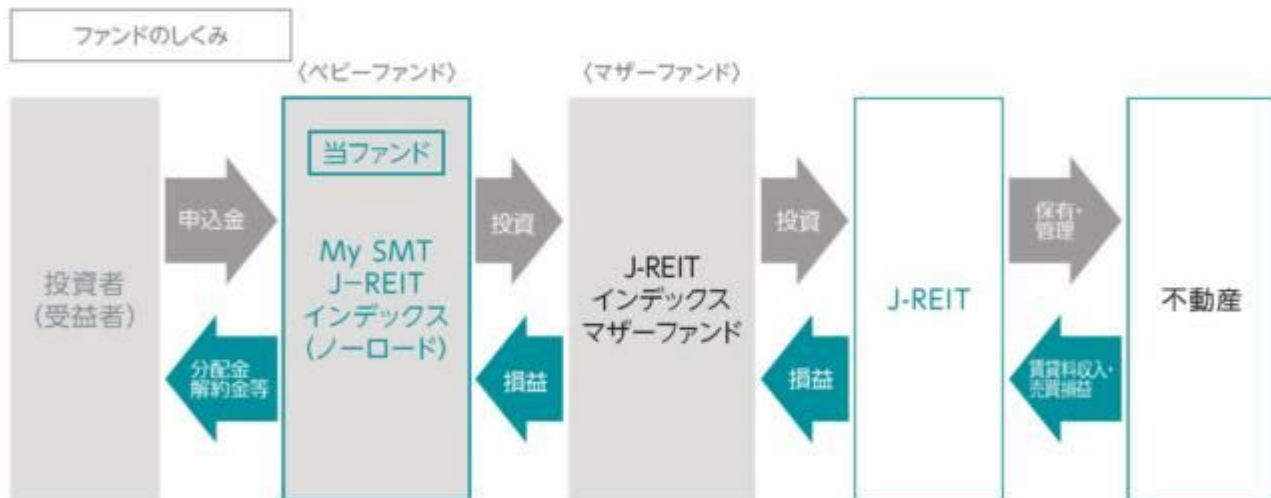 ファンドのしくみ
〈ベビーファンド〉
〈マザーファンド〉
投資者
(受益者)
申込金
分配金
解約金等
当ファンド
My SMT
J−REIT
インデックス
(ノーロード)
投資
損益
J-REIT
インデックス
マザーファンド
投資
損益
J-REIT
保有・
管理
賃貸料収入・
売買損益
不動産